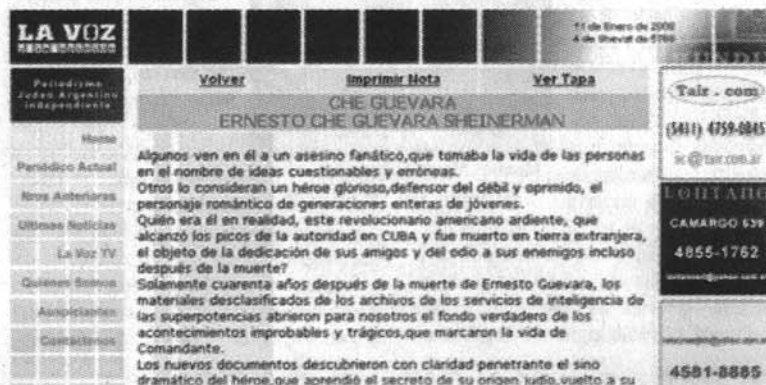 LA VOZ
11 de Enero de 2008
4 de Shevat de 5768
Periodismo
Judeo Argentino
independiente
Volver Imprimir Nota Ver Tapa
CHE GUEVARA
ERNESTO CHE GUEVARA SHEINERMAN
Home
Periódico Actual
Nros Anteriores
Ultimas Noticias
La Voz TV
Quienes Somos
Auspiciantes
Contáctenos
Algunos ven en él a un asesino fanático,que tomaba la vida de las personas
en el nombre de ideas cuestionables y erróneas.
Otros lo consideran un héroe glorioso,defensor del débil y oprimido, el
personaje romántico de generaciones enteras de jóvenes.
Quién era él en realidad, este revolucionario americano ardiente, que
alcanzó los picos de la autoridad en CUBA y fue muerto en tierra extranjera,
el objeto de la dedicación de sus amigos y del odio a sus enemigos incluso
después de la muerte?
Solamente cuarenta años después de la muerte de Ernesto Guevara, los
materiales desclasificados de los archivos de los servicios de inteligencia de
las superpotencias abrieron para nosotros el fondo verdadero de los
acontecimientos improbables y trágicos,que marcaron la vida de
Comandante.
Los nuevos documentos descubrieron con claridad penetrante el sino
dramático del héroe,que aprendió el secreto de su origen judío,vuelto a su
Tair . com
(5411) 4759-0845
CAMARGO 539
4855-1762
4581-8885